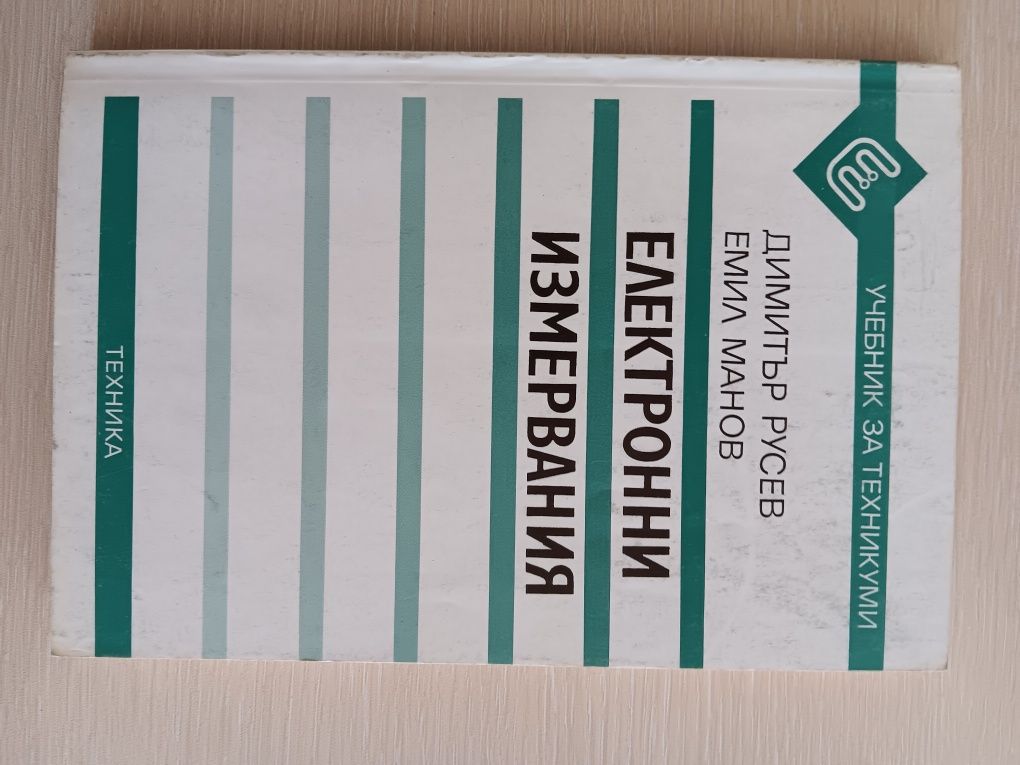 УЧЕБНИК ЗА ТЕХНИКУМИ
ДИМИТЪР РУСЕВ
ЕМИЛ МАНОВ
ЕЛЕКТРОННИ
ИЗМЕРВАНИЯ
ТЕХНИКА